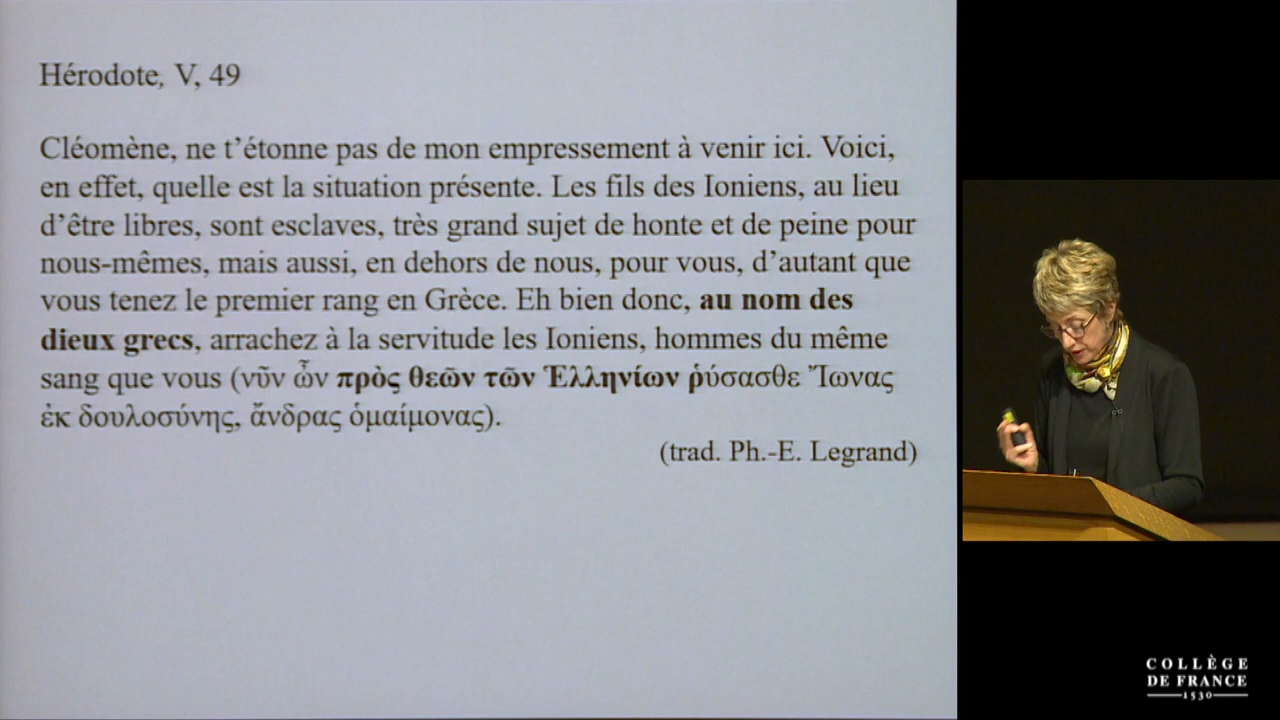 Hérodote, V, 49
Cléomène, ne t’étonne pas de mon empressement à venir ici. Voici,
en effet, quelle est la situation présente. Les fils des Ioniens, au lieu
d’être libres, sont esclaves, très grand sujet de honte et de peine pour
nous-mêmes, mais aussi, en dehors de nous, pour vous, d’autant que
vous tenez le premier rang en Grèce. Eh bien donc, au nom des
dieux grecs, arrachez à la servitude les Ioniens, hommes du même
sang que vous (νῦν ὦν πρὸς θεῶν τῶν Ἑλληνίων ῥύσασθε Ἴωνας
ἐκ δουλοσύνης, ἄνδρας ὁμαίμονας).
(trad. Ph.-E. Legrand)
COLLÈGE
DE FRANCE
1530